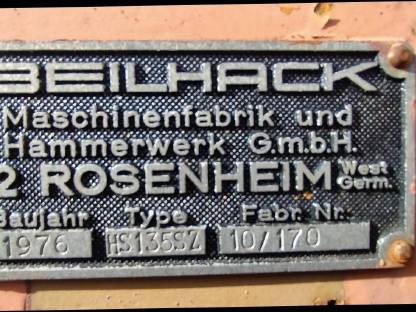 BEILHACK
Maschinenfabrik und
Hammerwerk G.m.b.H.
2 ROSENHEIM West Germ.
Baujahr Type Fabr. Nr.:
1976 HS135SZ 10/170